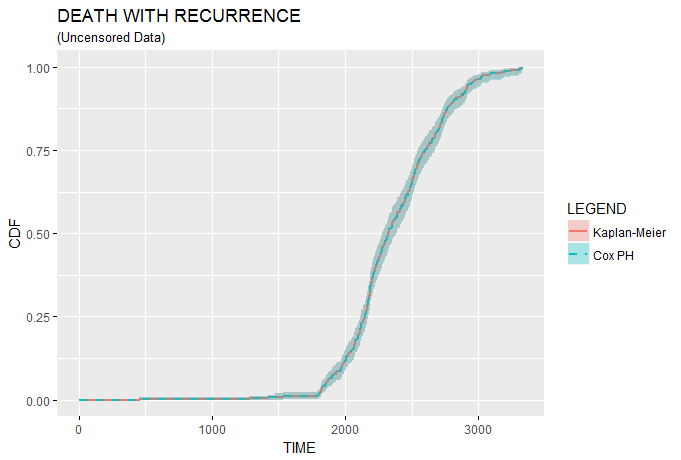 DEATH WITH RECURRENCE
(Uncensored Data)
1.00
0.75
0.50
0.25
0.00
CDF
0
1000
2000
3000
TIME
LEGEND
Kaplan-Meier
Cox PH